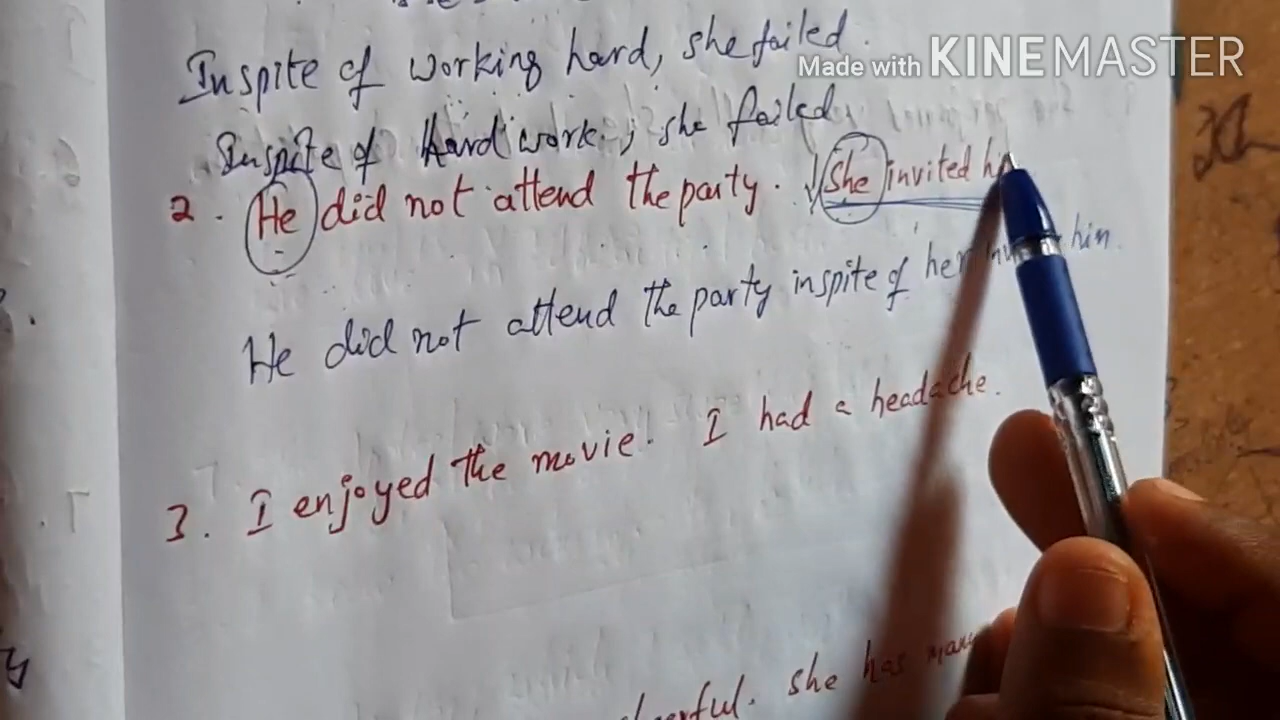 Inspite of working hard, she failed.
Made with KINEMASTER
Inspite of Hard work, she failed
2. He did not attend the party. She invited
He did not attend the party inspite of her him.
3. I enjoyed the movie. I had a headache.
she has